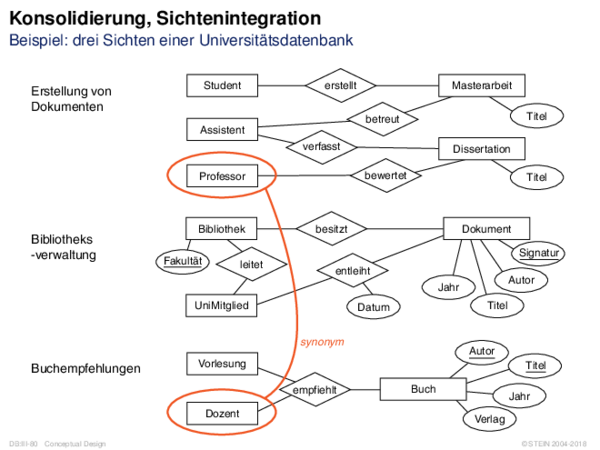 Konsolidierung, Sichtenintegration
Beispiel: drei Sichten einer Universitätsdatenbank
Erstellung von
Dokumenten
Student
erstellt
Masterarbeit
Titel
Assistent
betreut
verfasst
Dissertation
Professor
bewertet
Titel
Bibliotheks
-verwaltung
Bibliothek
besitzt
Dokument
Fakultät
leitet
entleiht
Signatur
Autor
Jahr
Titel
UniMitglied
Datum
synonym
Buchempfehlungen
Vorlesung
empfiehlt
Buch
Autor
Titel
Jahr
Verlag
Dozent
DB:III-80 Conceptual Design
© STEIN 2004-2018